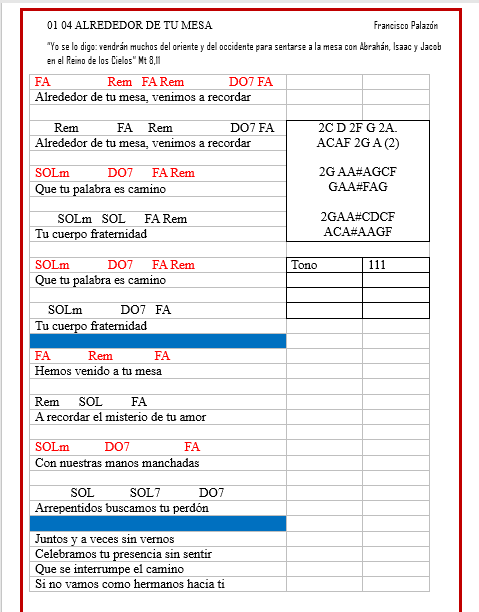 01 04 ALREDEDOR DE TU MESA Francisco Palazón
"Yo se lo digo: vendrán muchos del oriente y del occidente para sentarse a la mesa con Abrahán, Isaac y Jacob
en el Reino de los Cielos" Mt 8,11
FA Rem FA Rem DO7 FA
Alrededor de tu mesa, venimos a recordar
Rem FA Rem DO7 FA
Alrededor de tu mesa, venimos a recordar
SOLm DO7 FA Rem
Que tu palabra es camino
SOLm SOL FA Rem
Tu cuerpo fraternidad
2C D 2F G 2A.
ACAF 2G A (2)
2G AA#AGCF
GAA#FAG
2GAA#CDCF
ACA#AAGF
SOLm DO7 FA Rem
Que tu palabra es camino
SOLm DO7 FA
Tu cuerpo fraternidad
Tono 111
FA Rem FA
Hemos venido a tu mesa
Rem SOL FA
A recordar el misterio de tu amor
SOLm DO7 FA
Con nuestras manos manchadas
SOL SOL7 DO7
Arrepentidos buscamos tu perdón
Juntos y a veces sin vernos
Celebramos tu presencia sin sentir
Que se interrumpe el camino
Si no vamos como hermanos hacia ti